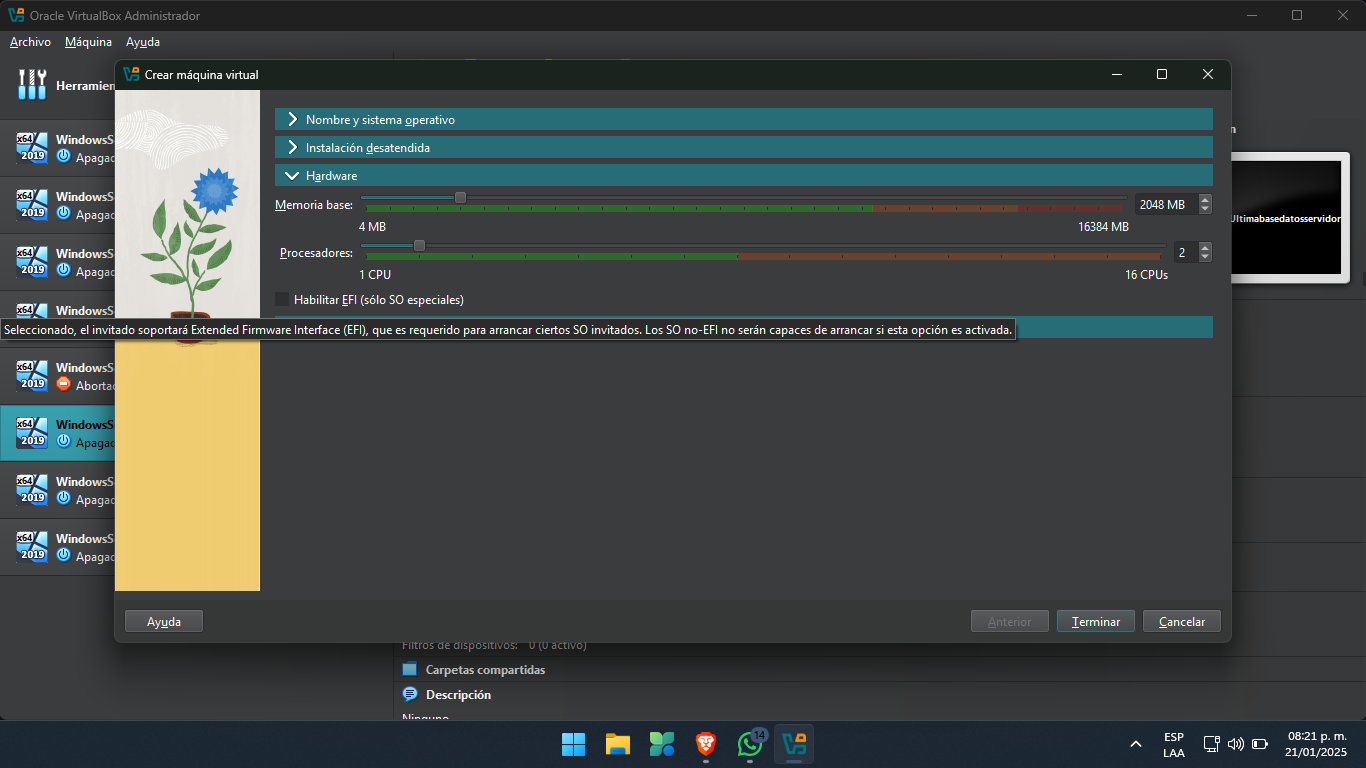 Oracle VirtualBox Administrador
Archivo Máquina Ayuda
Crear máquina virtual
Herramien
Nombre y sistema operativo
x64 2019 WindowsS
Apagad
Instalación desatendida
Hardware
x64 2019 WindowsS
Apagad
Memoria base: 2048 MB
4 MB 16384 MB
Ultimabasedatosservidor
x64 2019 WindowsS
Apagad
Procesadores: 2
1 CPU 16 CPUs
Habilitar EFI (sólo SO especiales)
x64 WindowsS
Seleccionado, el invitado soportará Extended Firmware Interface (EFI), que es requerido para arrancar ciertos SO invitados. Los SO no-EFI no serán capaces de arrancar si esta opción es activada.
x64 2019 WindowsS
Abortad
x64 2019 WindowsS
Apagad
x64 2019 WindowsS
Apagad
x64 2019 WindowsS
Apagad
Ayuda Anterior Terminar Cancelar
Filtros de dispositivos: 0 (0 activo)
Carpetas compartidas
Descripción
Ninguno
14
ESP
LAA
08:21 p. m.
21/01/2025